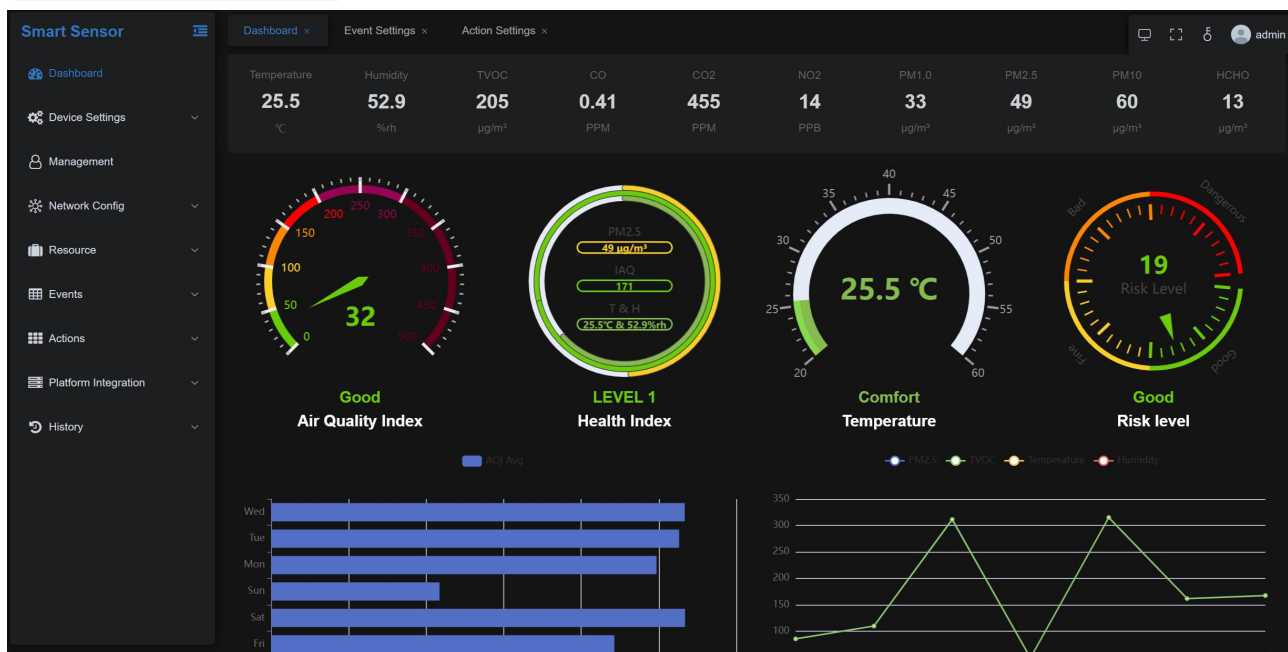 Smart Sensor
Dashboard ×
Event Settings ×
Action Settings ×
admin
Dashboard
Device Settings
Management
Network Config
Resource
Events
Actions
Platform Integration
History
Temperature Humidity TVOC CO CO2 NO2 PM1.0 PM2.5 PM10 HCHO
25.5 52.9 205 0.41 455 14 33 49 60 13
℃ %rh µg/m³ PPM PPM PPB µg/m³ µg/m³ µg/m³ µg/m³
0
50
100
150
200
250
300
350
400
450
500
32
Good
Air Quality Index
PM2.5
49 µg/m³
IAQ
171
T & H
25.5℃ & 52.9%rh
LEVEL 1
Health Index
20
25
30
35
40
45
50
55
60
25.5 ℃
Comfort
Temperature
Bad
Dangerous
Fine
Good
19
Risk Level
Good
Risk level
AQI Avg
Wed
Tue
Mon
Sun
Sat
Fri
PM2.5 TVOC Temperature Humidity
350
300
250
200
150
100